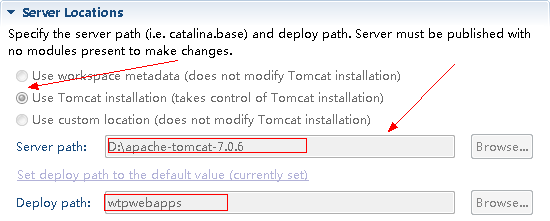 Server Locations
Specify the server path (i.e. catalina.base) and deploy path. Server must be published with
no modules present to make changes.
Use workspace metadata (does not modify Tomcat installation)
Use Tomcat installation (takes control of Tomcat installation)
Use custom location (does not modify Tomcat installation)
Server path: D:\apache-tomcat-7.0.6 Browse...
Set deploy path to the default value (currently set)
Deploy path: wtpwebapps Browse...